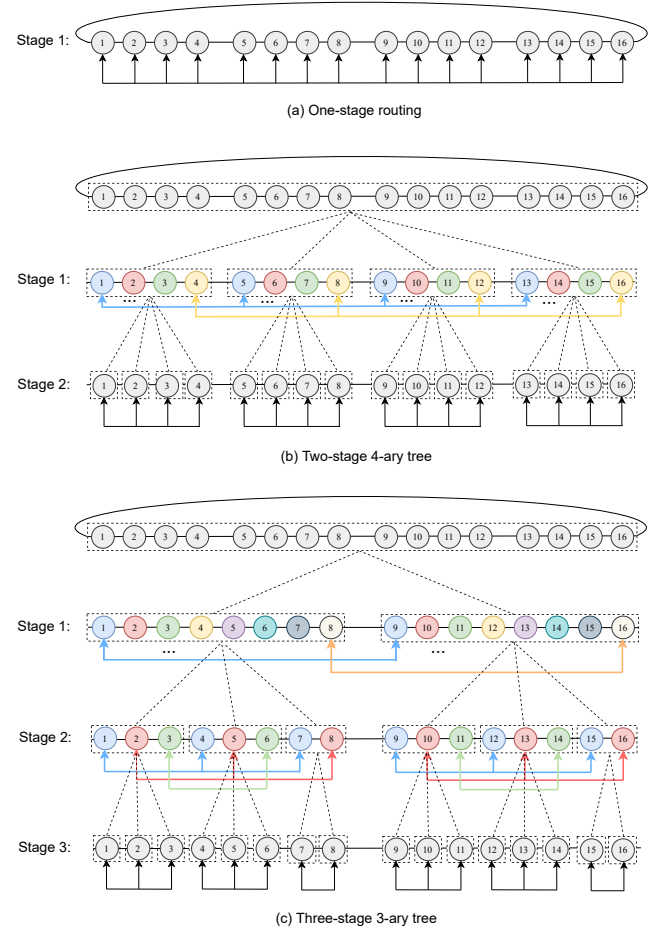 Stage 1: 1 2 3 4 5 6 7 8 9 10 11 12 13 14 15 16
(a) One-stage routing
1 2 3 4 5 6 7 8 9 10 11 12 13 14 15 16
Stage 1: 1 2 3 4 5 6 7 8 9 10 11 12 13 14 15 16
... ... ... ...
Stage 2: 1 2 3 4 5 6 7 8 9 10 11 12 13 14 15 16
(b) Two-stage 4-ary tree
1 2 3 4 5 6 7 8 9 10 11 12 13 14 15 16
Stage 1: 1 2 3 4 5 6 7 8 9 10 11 12 13 14 15 16
... ...
Stage 2: 1 2 3 4 5 6 7 8 9 10 11 12 13 14 15 16
Stage 3: 1 2 3 4 5 6 7 8 9 10 11 12 13 14 15 16
(c) Three-stage 3-ary tree